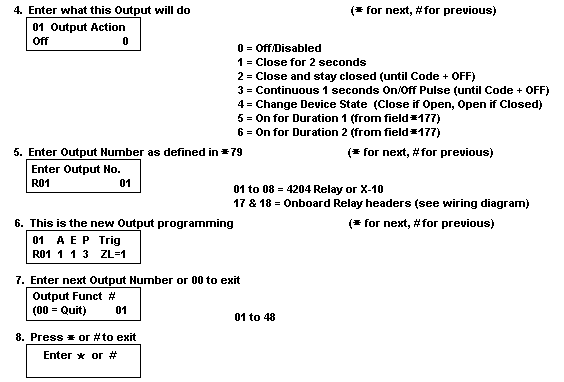 4. Enter what this Output will do (* for next, # for previous)
01 Output Action
Off 0
0 = Off/Disabled
1 = Close for 2 seconds
2 = Close and stay closed (until Code + OFF)
3 = Continuous 1 seconds On/Off Pulse (until Code + OFF)
4 = Change Device State (Close if Open, Open if Closed)
5 = On for Duration 1 (from field *177)
6 = On for Duration 2 (from field *177)
5. Enter Output Number as defined in *79 (* for next, # for previous)
Enter Output No.
R01 01
01 to 08 = 4204 Relay or X-10
17 & 18 = Onboard Relay headers (see wiring diagram)
6. This is the new Output programming (* for next, # for previous)
01 A E P Trig
R01 1 1 3 ZL=1
7. Enter next Output Number or 00 to exit
Output Funct #
(00 = Quit) 01
01 to 48
8. Press * or # to exit
Enter * or #